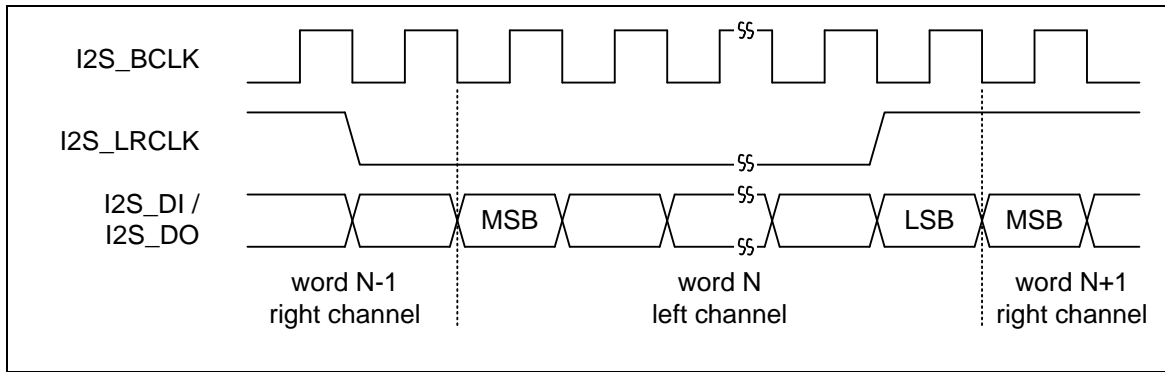 I2S_BCLK
I2S_LRCLK
I2S_DI /
I2S_DO
MSB
LSB
MSB
word N-1
right channel
word N
left channel
word N+1
right channel